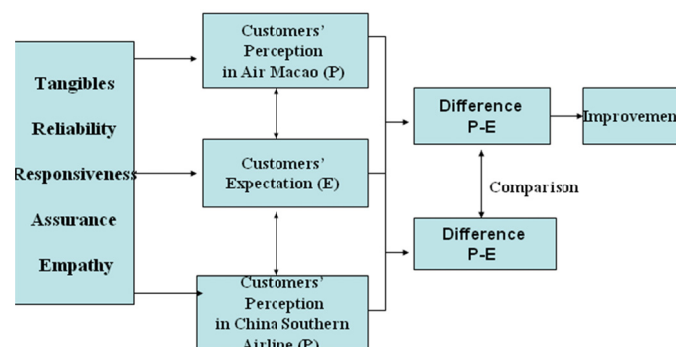 Tangibles
Reliability
Responsiveness
Assurance
Empathy
Customers'
Perception
in Air Macao (P)
Customers'
Expectation (E)
Customers'
Perception
in China Southern
Airline (P)
Difference
P-E
Improvemen
Comparison
Difference
P-E